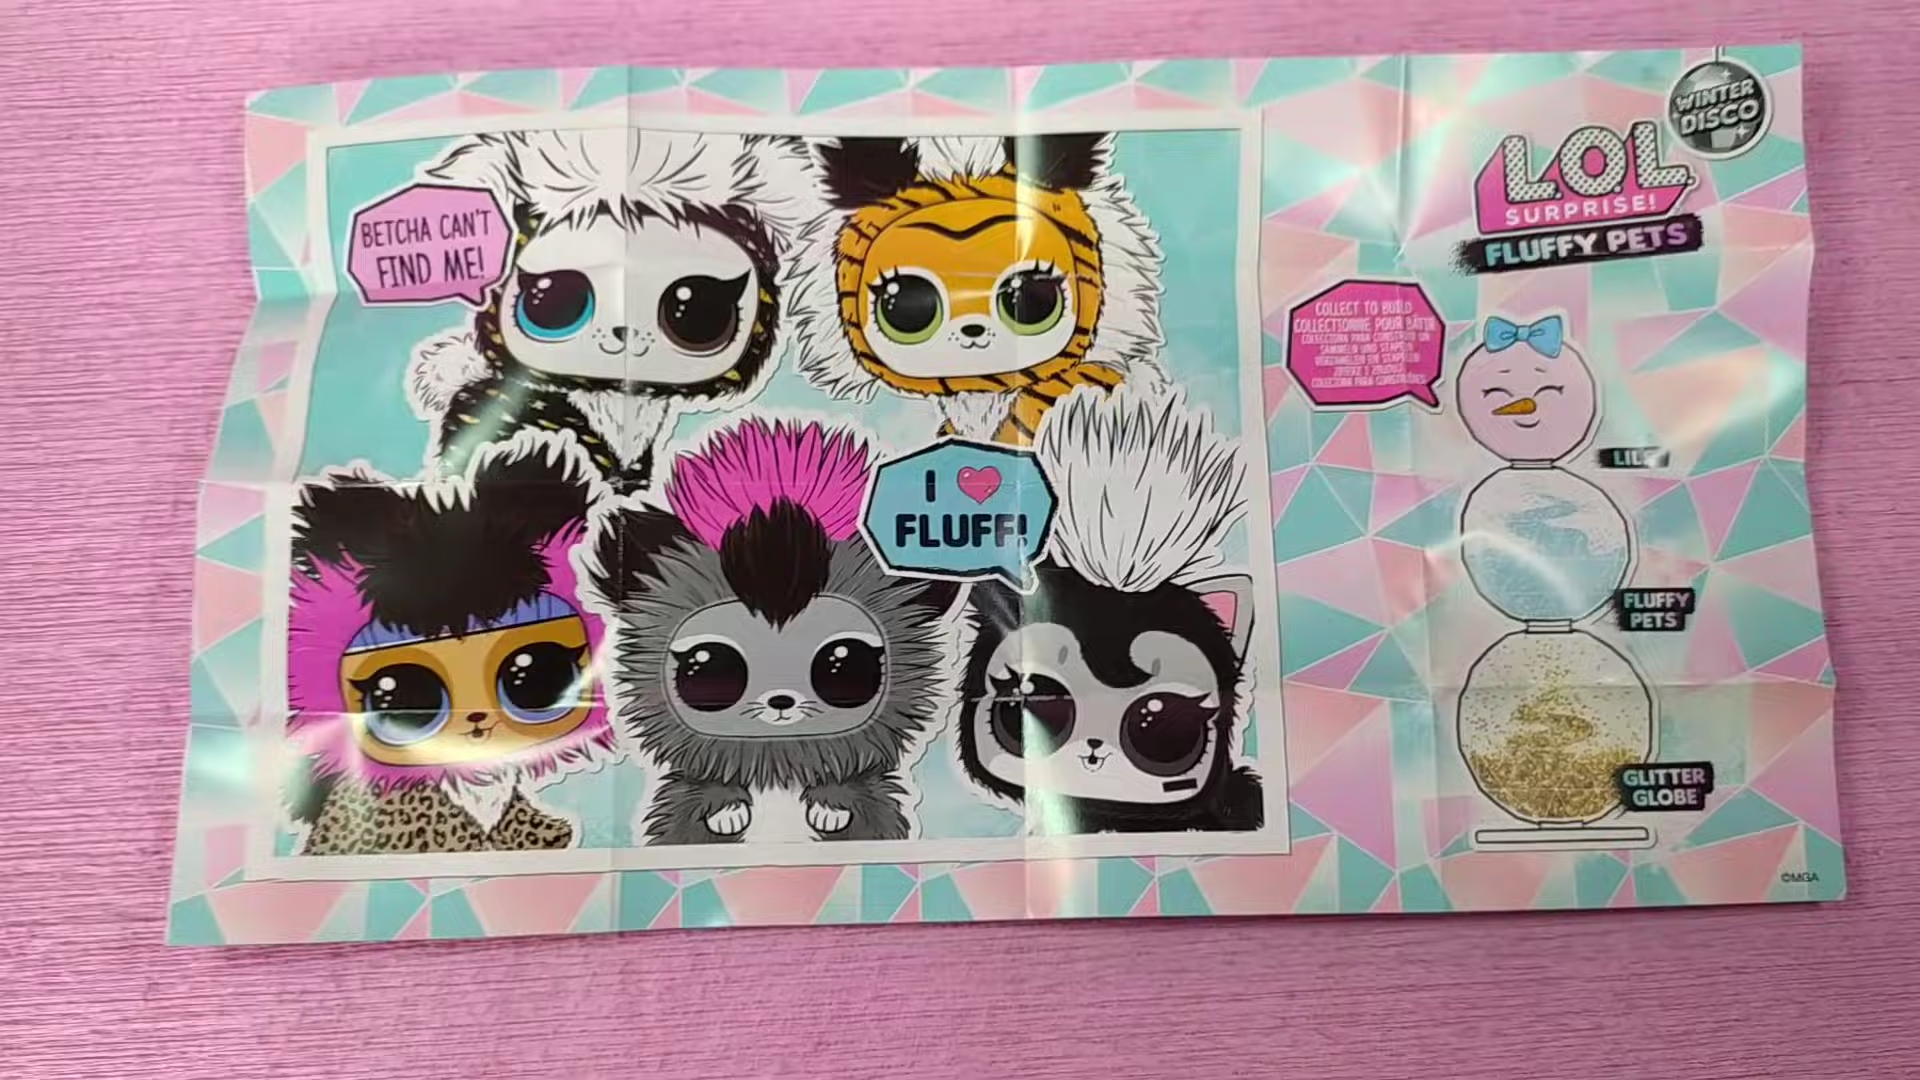 BETCHA CAN'T
FIND ME!
I
FLUFF!
WINTER
DISCO
L.O.L.
SURPRISE!
FLUFFY PETS
COLLECT TO BUILD
COLLECTIONNE POUR BÂTIR
FLUFFY
PETS
GLITTER
GLOBE
©MGA